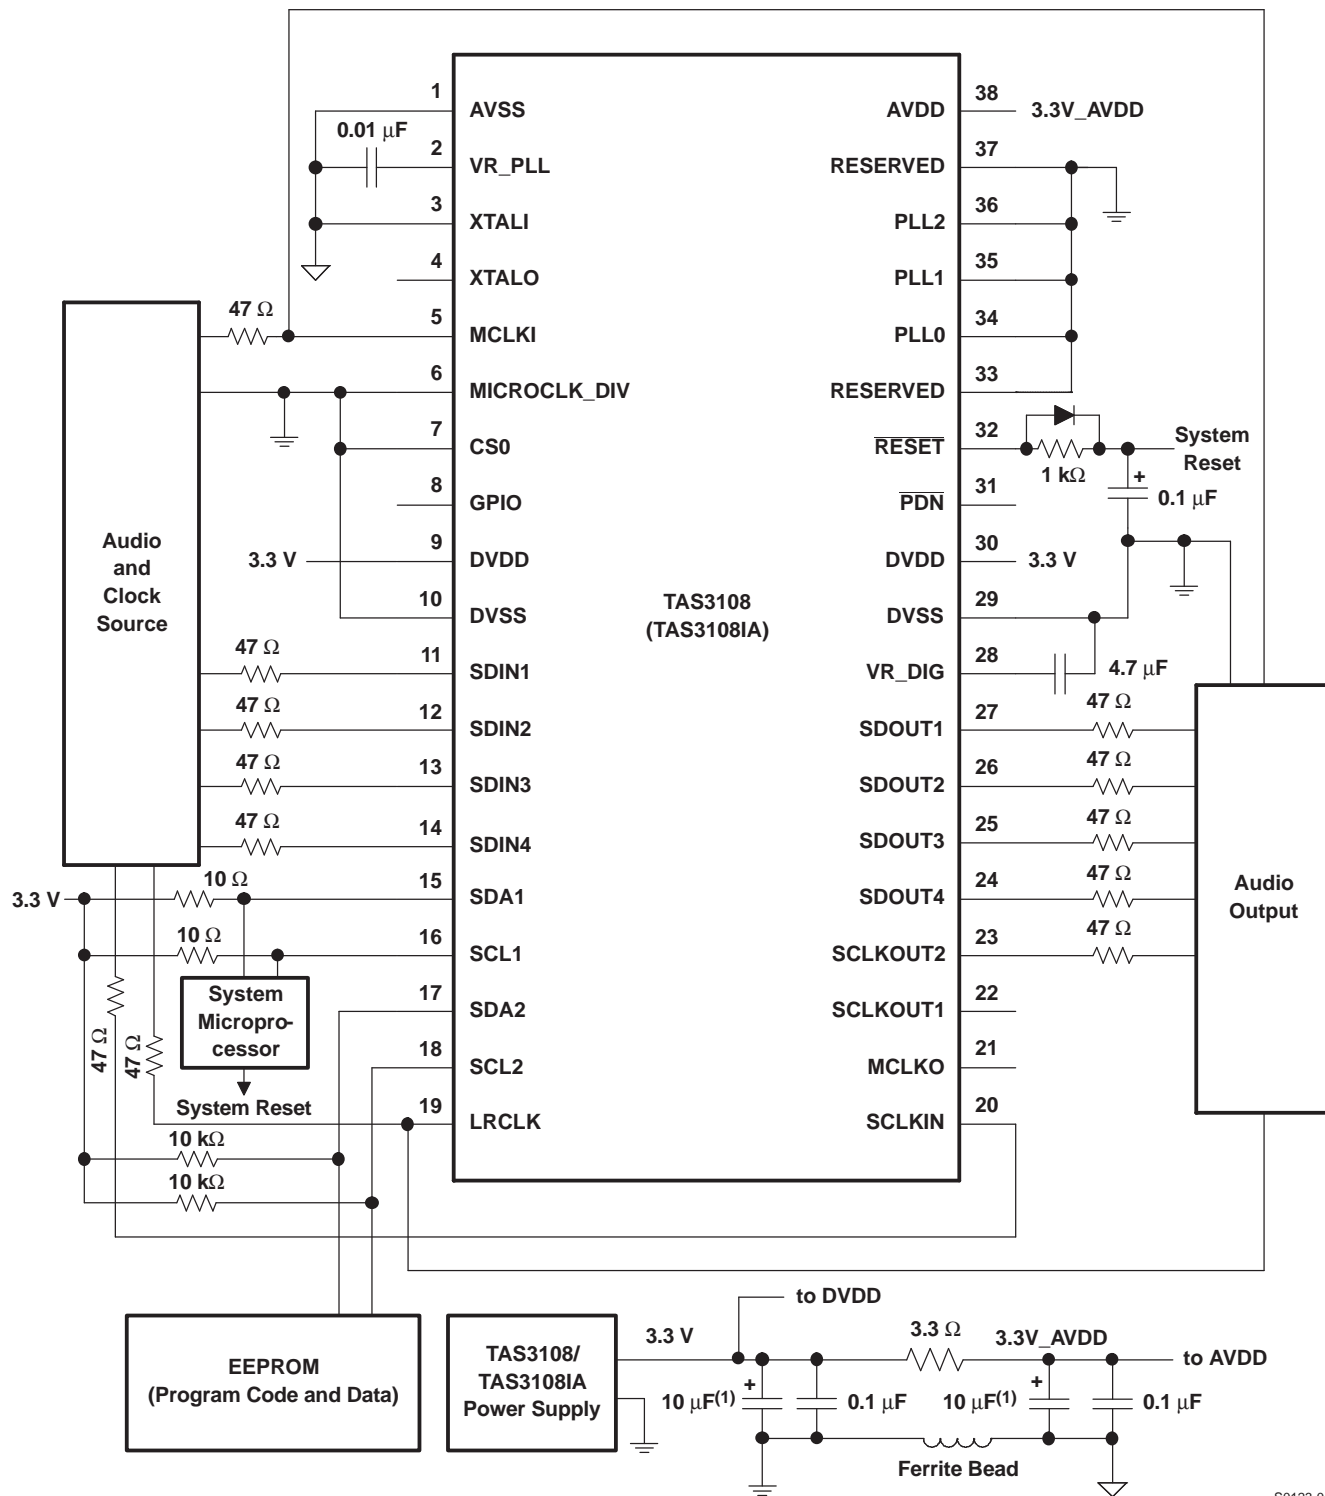 1
AVSS
0.01 μF
2
VR_PLL
3
XTALI
4
XTALO
47 Ω
5
MCLKI
6
MICROCLK_DIV
7
CS0
8
GPIO
3.3 V
9
DVDD
10
DVSS
47 Ω
11
SDIN1
47 Ω
12
SDIN2
47 Ω
13
SDIN3
47 Ω
14
SDIN4
3.3 V
10 Ω
15
SDA1
10 Ω
16
SCL1
17
SDA2
18
SCL2
19
LRCLK
Audio
and
Clock
Source
47 Ω
47 Ω
System
Micropro-
cessor
System Reset
10 kΩ
10 kΩ
TAS3108
(TAS3108IA)
38
AVDD
3.3V_AVDD
37
RESERVED
36
PLL2
35
PLL1
34
PLL0
33
RESERVED
32
RESET
1 kΩ
System
Reset
0.1 μF
+
31
PDN
30
DVDD
3.3 V
29
DVSS
28
VR_DIG
4.7 μF
27
SDOUT1
47 Ω
26
SDOUT2
47 Ω
25
SDOUT3
47 Ω
24
SDOUT4
47 Ω
23
SCLKOUT2
47 Ω
22
SCLKOUT1
21
MCLKO
20
SCLKIN
Audio
Output
EEPROM
(Program Code and Data)
TAS3108/
TAS3108IA
Power Supply
3.3 V
to DVDD
3.3 Ω
3.3V_AVDD
to AVDD
+
10 μF(1)
0.1 μF
+
10 μF(1)
0.1 μF
Ferrite Bead